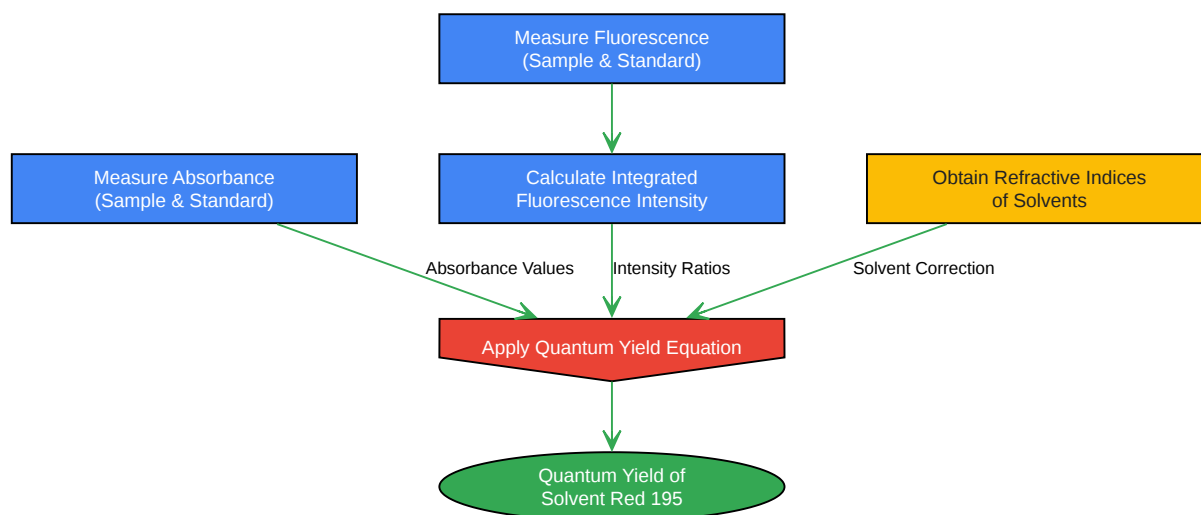 Measure Fluorescence
(Sample & Standard)
Measure Absorbance
(Sample & Standard)
Calculate Integrated
Fluorescence Intensity
Obtain Refractive Indices
of Solvents
Absorbance Values
Intensity Ratios
Solvent Correction
Apply Quantum Yield Equation
Quantum Yield of
Solvent Red 195